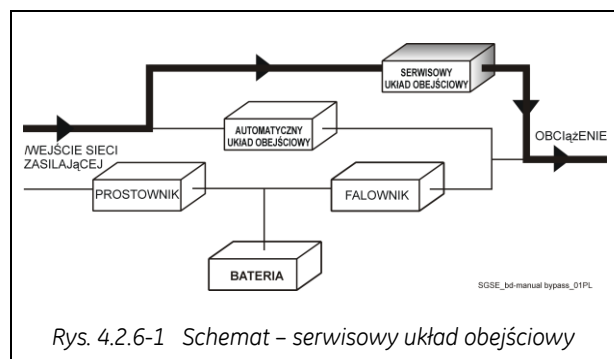 SERWISOWY
UKIAD OBEJŚCIOWY
AUTOMATYCZNY
UKIAD OBEJŚCIOWY
OBCIążENIE
/WEJŚCIE SIECI
ZASILAJąCEJ
PROSTOWNIK
FALOWNIK
BATERIA
SGSE_bd-manual bypass_01PL
Rys. 4.2.6-1 Schemat – serwisowy układ obejściowy